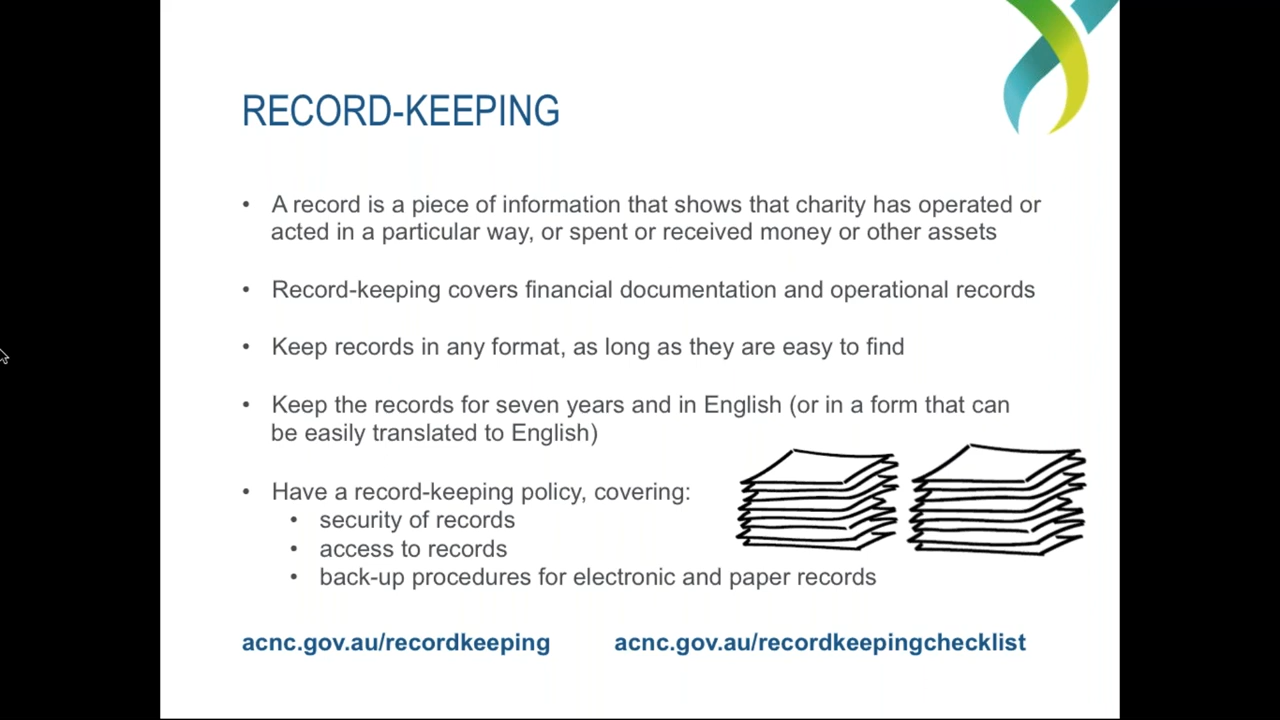 RECORD-KEEPING
• A record is a piece of information that shows that charity has operated or
acted in a particular way, or spent or received money or other assets
• Record-keeping covers financial documentation and operational records
• Keep records in any format, as long as they are easy to find
• Keep the records for seven years and in English (or in a form that can
be easily translated to English)
• Have a record-keeping policy, covering:
• security of records
• access to records
• back-up procedures for electronic and paper records
acnc.gov.au/recordkeeping acnc.gov.au/recordkeepingchecklist